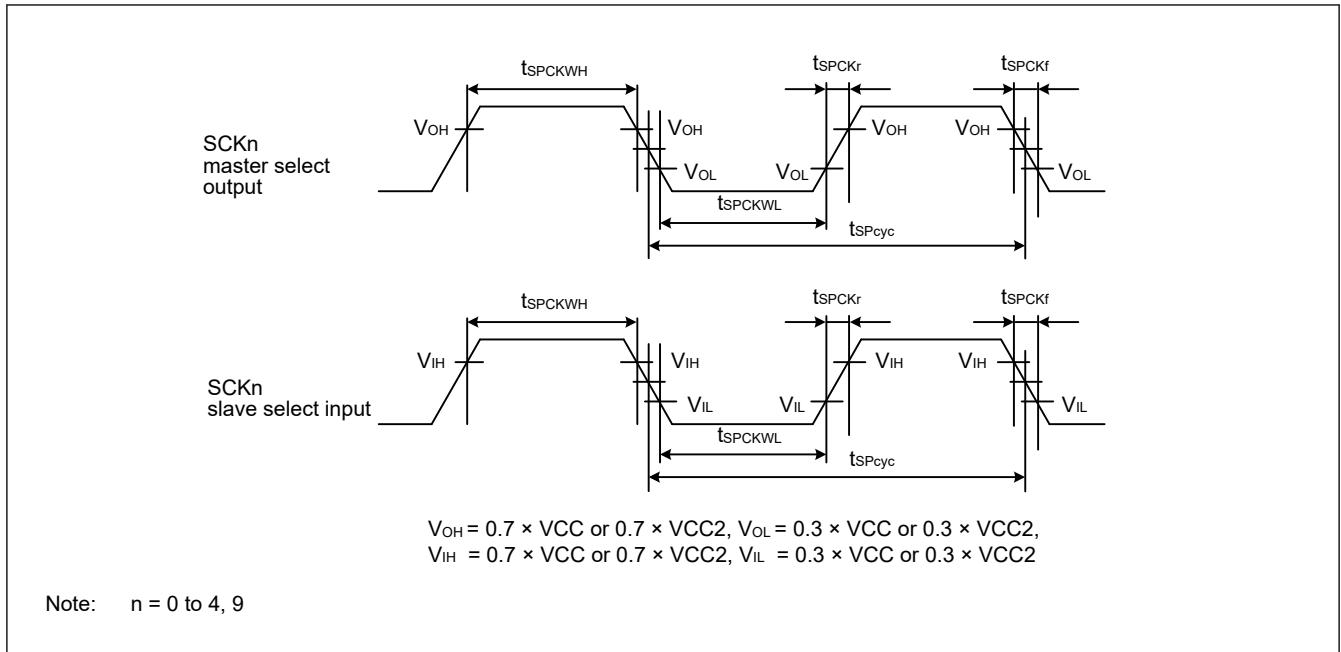 tSPCKWH
tSPCKr
tSPCKf
SCKn
master select
output
VOH
VOH
VOL
VOL
VOH
VOH
VOL
tSPCKWL
tSPcyc
tSPCKWH
tSPCKr
tSPCKf
SCKn
slave select input
VIH
VIH
VIL
VIL
VIH
VIH
VIL
tSPCKWL
tSPcyc
VOH = 0.7 × VCC or 0.7 × VCC2, VOL = 0.3 × VCC or 0.3 × VCC2,
VIH = 0.7 × VCC or 0.7 × VCC2, VIL = 0.3 × VCC or 0.3 × VCC2
Note: n = 0 to 4, 9